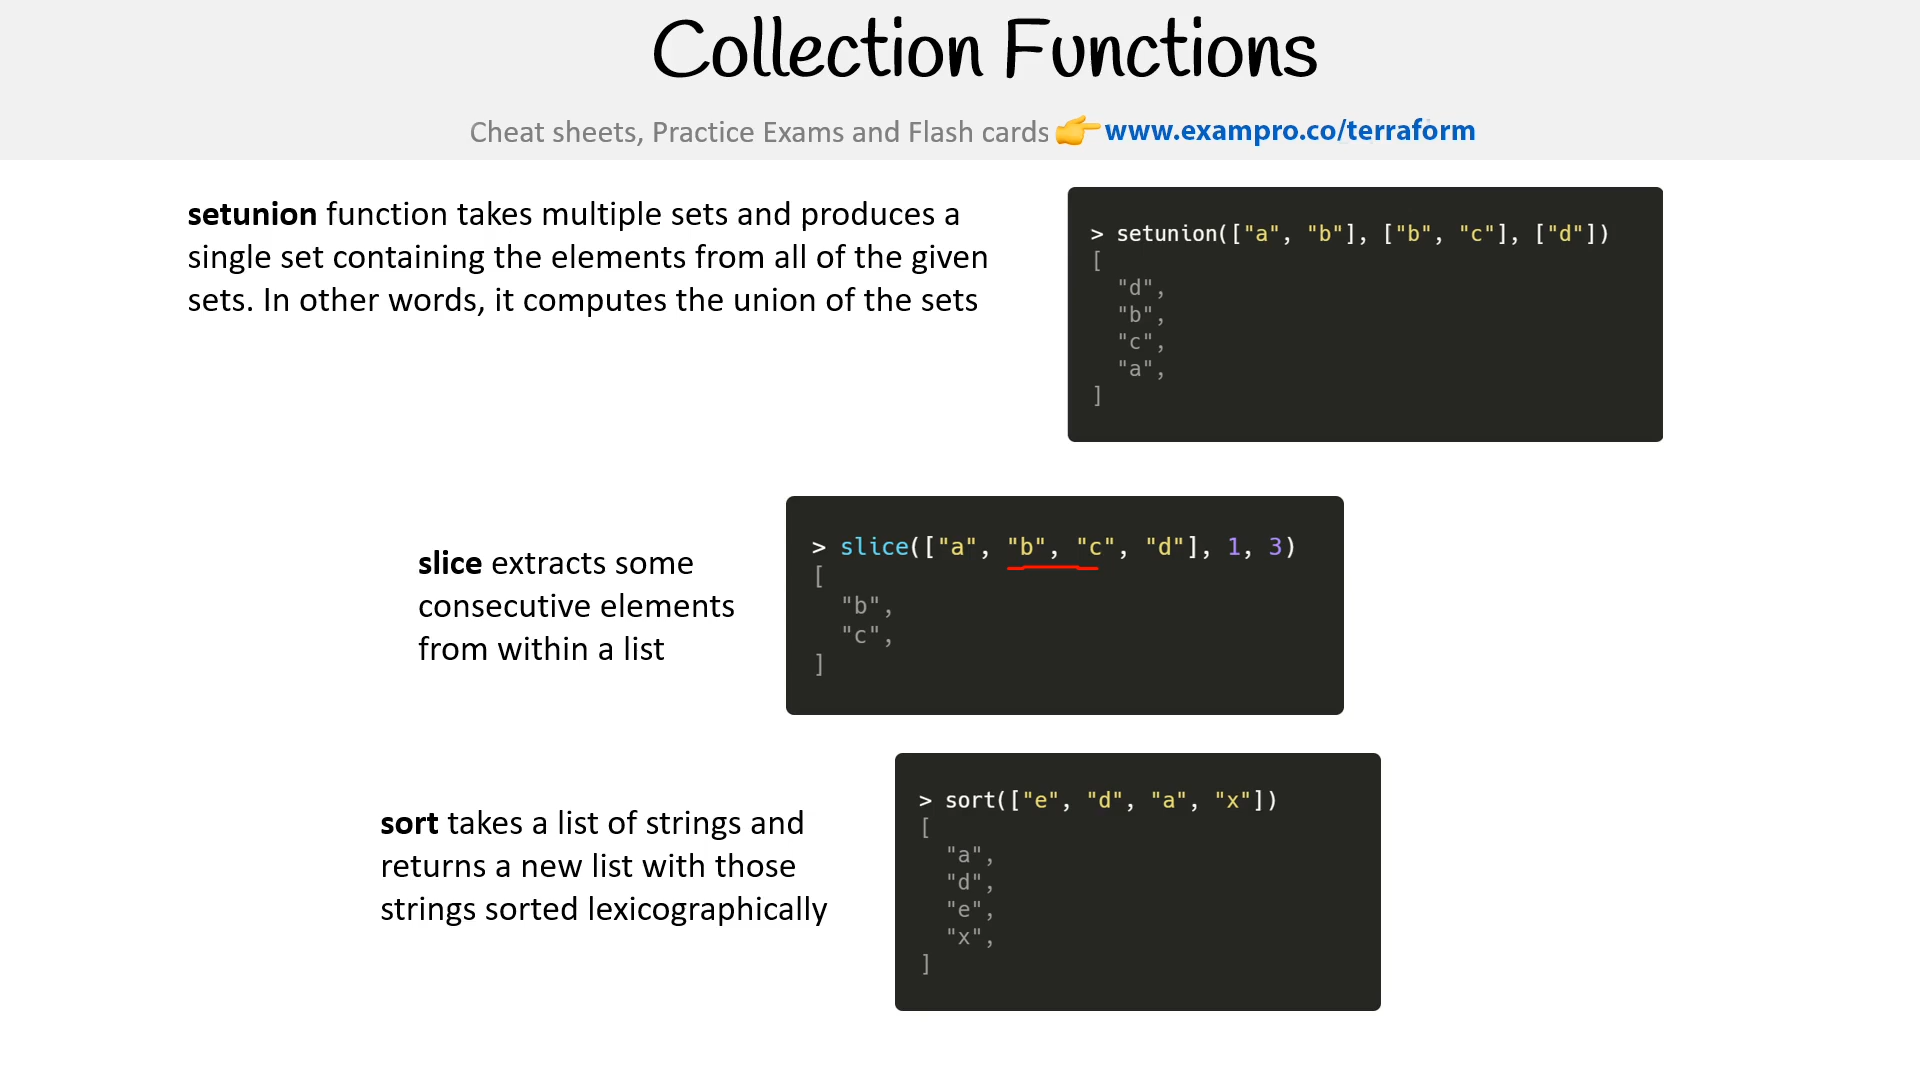 Collection Functions
Cheat sheets, Practice Exams and Flash cards 👉 www.exampro.co/terraform
setunion function takes multiple sets and produces a
single set containing the elements from all of the given
sets. In other words, it computes the union of the sets
> setunion(["a", "b"], ["b", "c"], ["d"])
[
  "d",
  "b",
  "c",
  "a",
]
slice extracts some
consecutive elements
from within a list
> slice(["a", "b", "c", "d"], 1, 3)
[
  "b",
  "c",
]
sort takes a list of strings and
returns a new list with those
strings sorted lexicographically
> sort(["e", "d", "a", "x"])
[
  "a",
  "d",
  "e",
  "x",
]